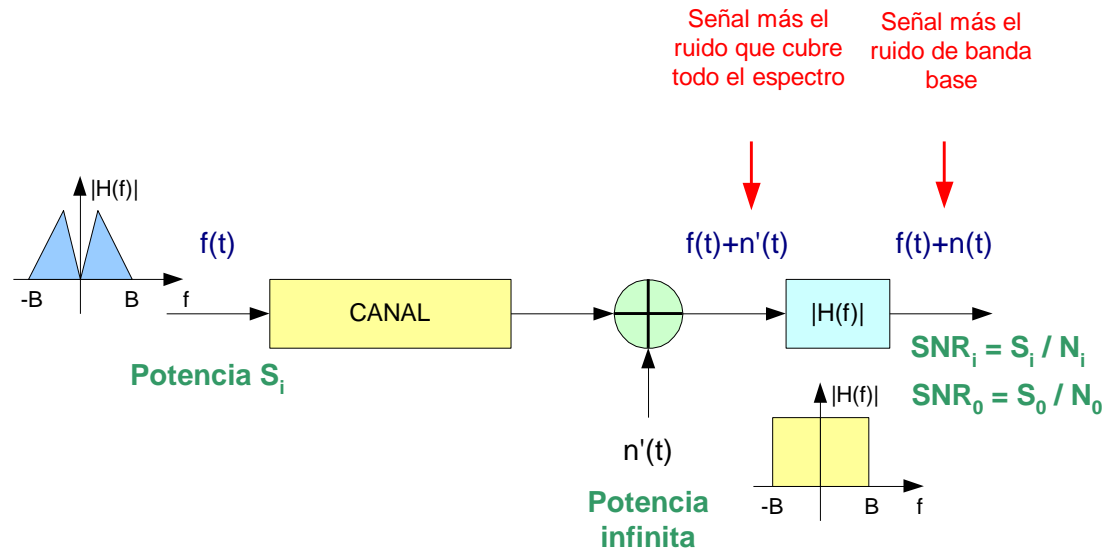 Señal más el
ruido que cubre
todo el espectro
Señal más el
ruido de banda
base
|H(f)|
-B
B
f
f(t)
CANAL
Potencia Si
f(t)+n'(t)
f(t)+n(t)
|H(f)|
SNRi = Si / Ni
SNR0 = S0 / N0
n'(t)
Potencia
infinita
|H(f)|
-B
B
f